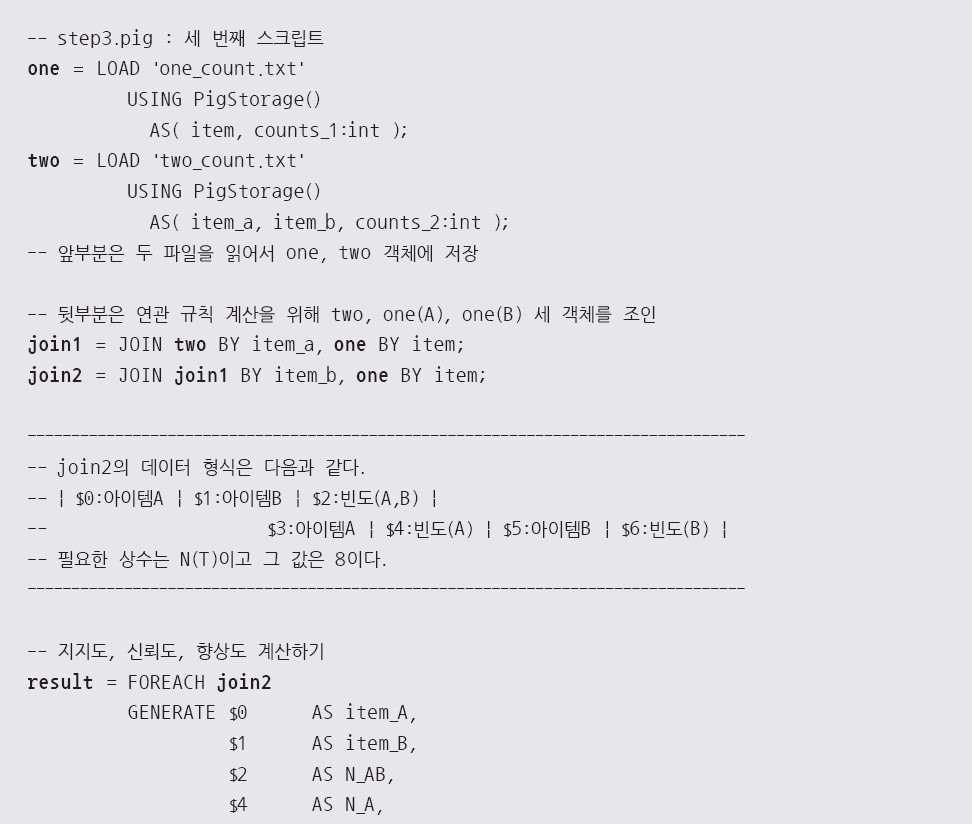 -- step3.pig : 세 번째 스크립트
one = LOAD 'one_count.txt'
USING PigStorage()
AS( item, counts_1:int );
two = LOAD 'two_count.txt'
USING PigStorage()
AS( item_a, item_b, counts_2:int );
-- 앞부분은 두 파일을 읽어서 one, two 객체에 저장
-- 뒷부분은 연관 규칙 계산을 위해 two, one(A), one(B) 세 객체를 조인
join1 = JOIN two BY item_a, one BY item;
join2 = JOIN join1 BY item_b, one BY item;
--------------------------------------------------------------------------------
-- join2의 데이터 형식은 다음과 같다.
-- | $0:아이템A | $1:아이템B | $2:빈도(A,B) |
-- $3:아이템A | $4:빈도(A) | $5:아이템B | $6:빈도(B) |
-- 필요한 상수는 N(T)이고 그 값은 8이다.
--------------------------------------------------------------------------------
-- 지지도, 신뢰도, 향상도 계산하기
result = FOREACH join2
GENERATE $0 AS item_A,
$1 AS item_B,
$2 AS N_AB,
$4 AS N_A,